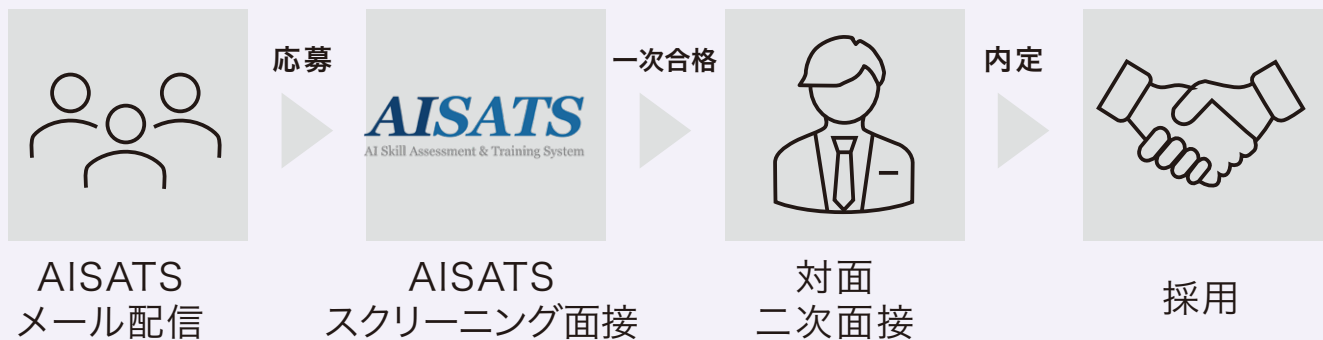 応募
一次合格
内定
AISATS
AI Skill Assessment & Training System
AISATS
メール配信
AISATS
スクリーニング面接
対面
二次面接
採用